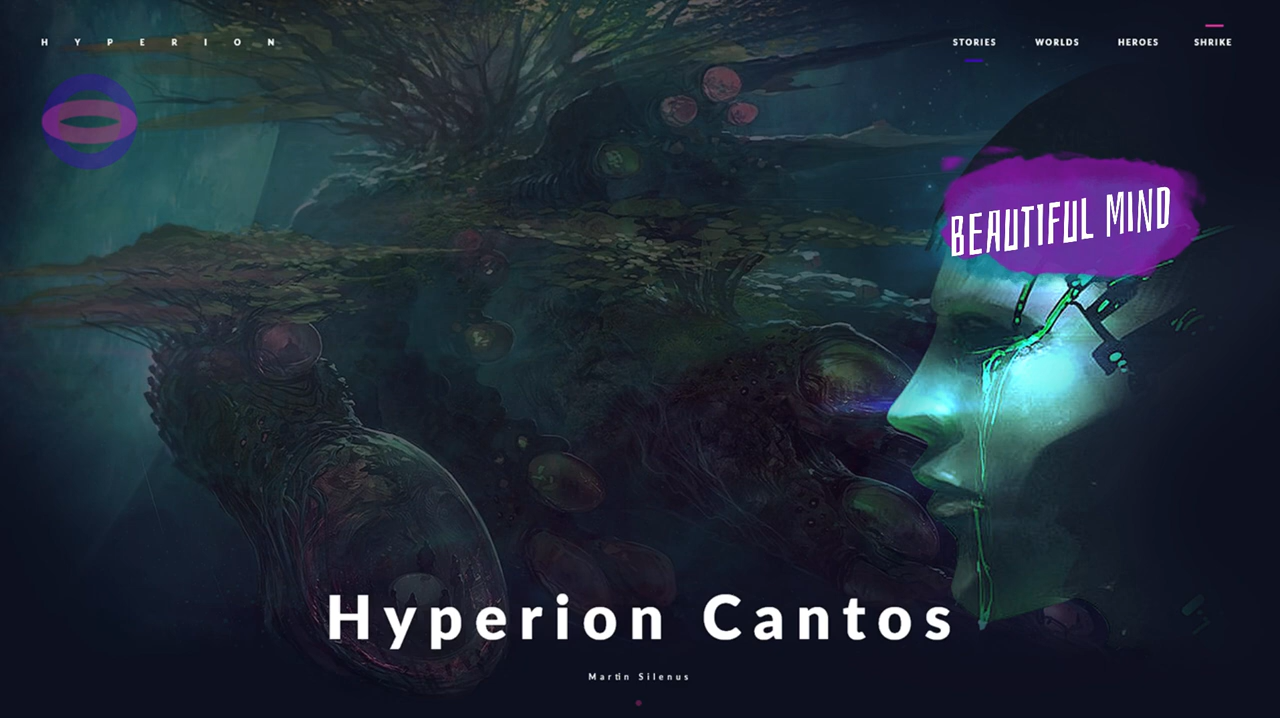 H Y P E R I O N
STORIES WORLDS HEROES SHRIKE
BEAUTIFUL MIND
Hyperion Cantos
Martin Silenus